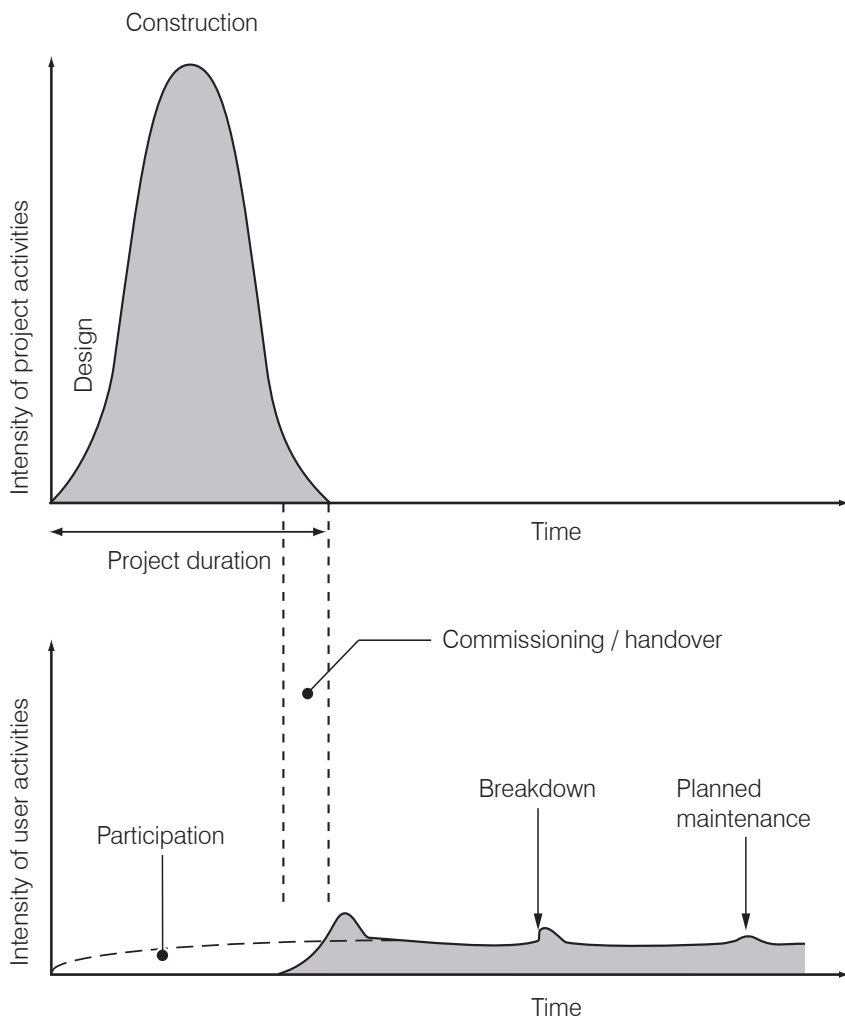 Construction
Intensity of project activities
Design
Time
Project duration
Commissioning / handover
Intensity of user activities
Breakdown
Planned
maintenance
Participation
Time